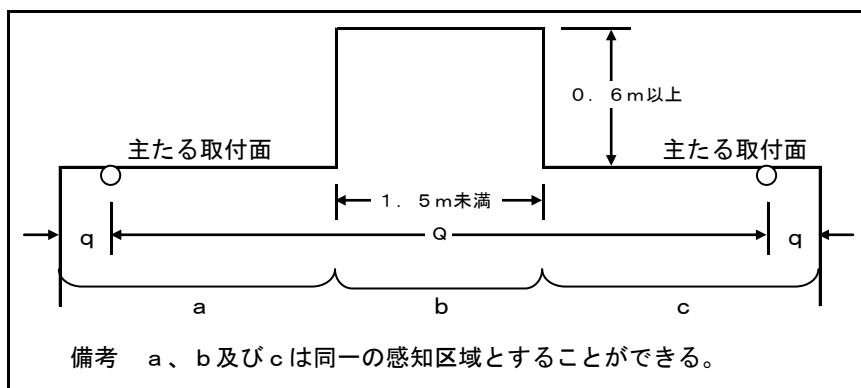 0．6m以上
主たる取付面
主たる取付面
1．5m未満
q
Q
q
a
b
c
備考　a、b及びcは同一の感知区域とすることができる。